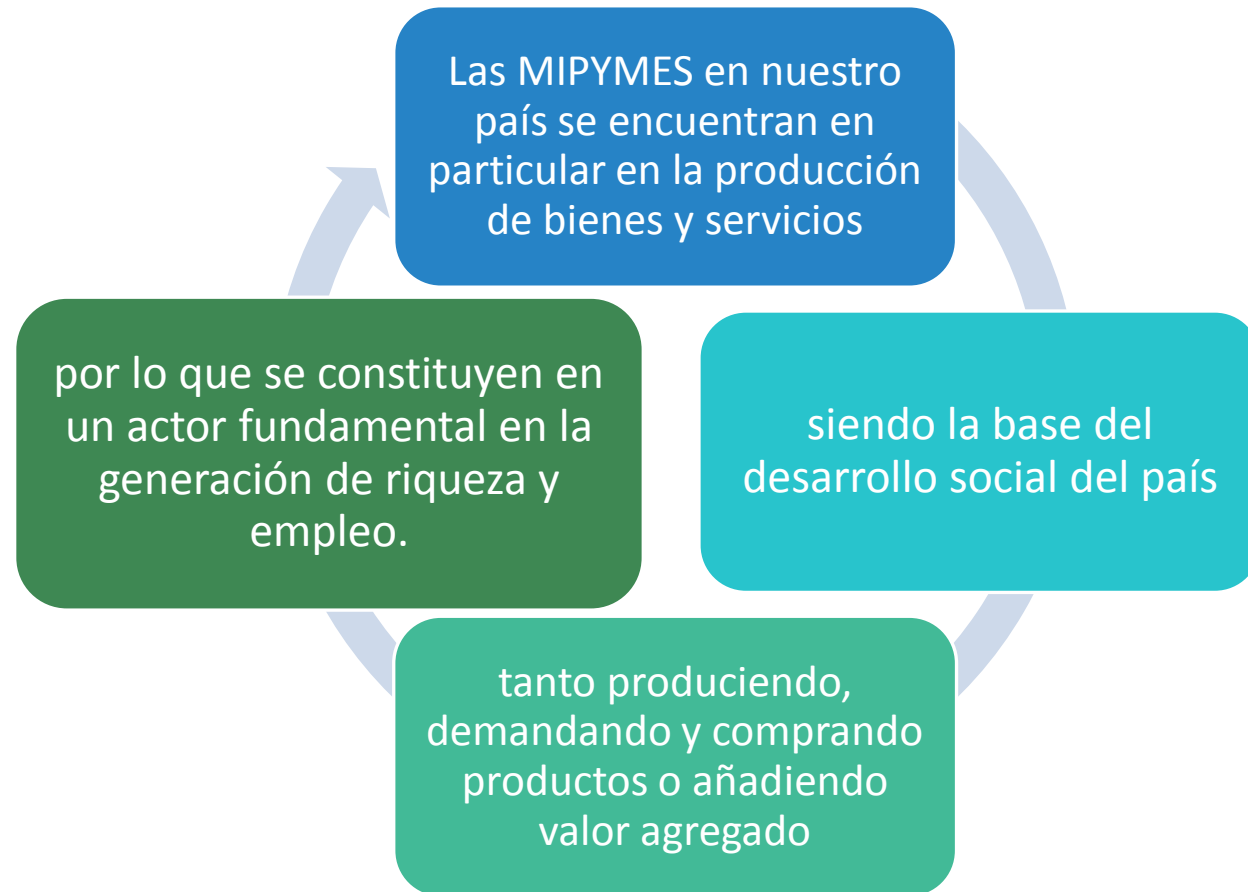 Las MIPYMES en nuestro
país se encuentran en
particular en la producción
de bienes y servicios
siendo la base del
desarrollo social del país
tanto produciendo,
demandando y comprando
productos o añadiendo
valor agregado
por lo que se constituyen en
un actor fundamental en la
generación de riqueza y
empleo.